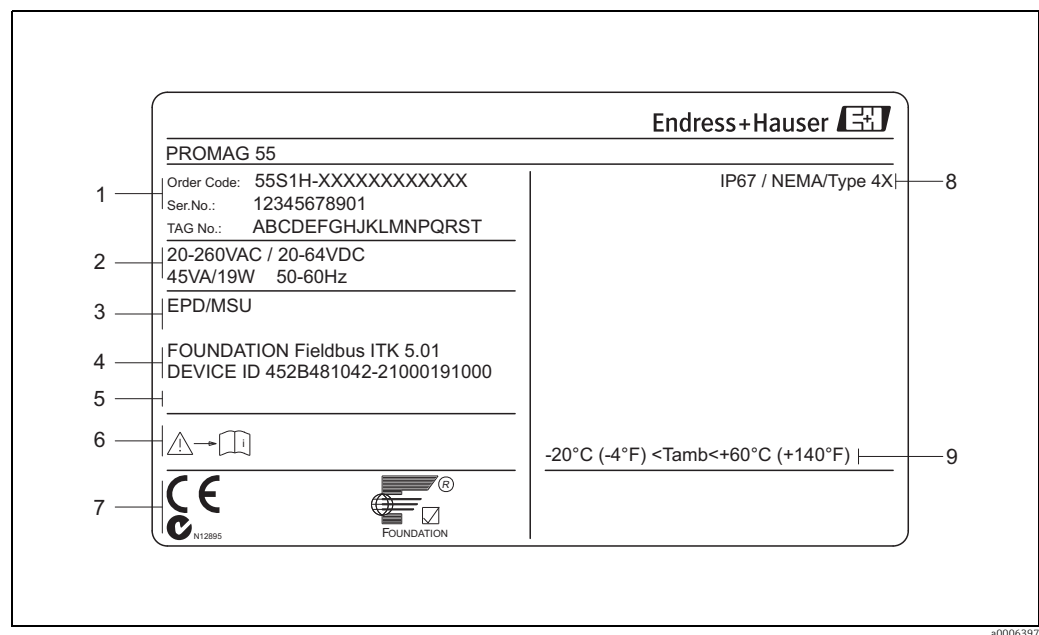 Endress+Hauser
PROMAG 55
1
Order Code: 55S1H-XXXXXXXXXXXX
Ser.No.: 12345678901
TAG No.: ABCDEFGHJKLMNPQRST
2
20-260VAC / 20-64VDC
45VA/19W 50-60Hz
3
EPD/MSU
4
FOUNDATION Fieldbus ITK 5.01
DEVICE ID 452B481042-21000191000
5
6
i
7
CE
N12895
®
FOUNDATION
IP67 / NEMA/Type 4X
8
-20°C (-4°F) <Tamb<+60°C (+140°F)
9
a0006397